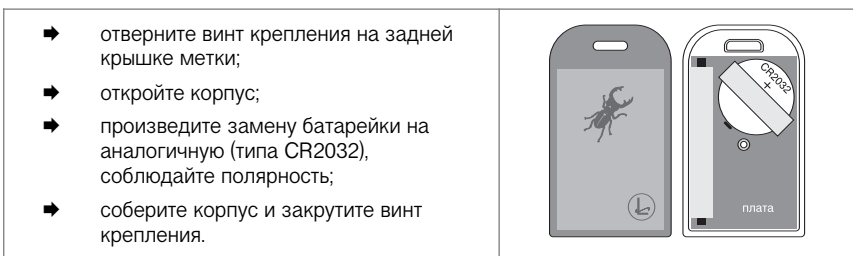 ➡ отверните винт крепления на задней
крышке метки;
➡ откройте корпус;
➡ произведите замену батарейки на
аналогичную (типа CR2032),
соблюдайте полярность;
➡ соберите корпус и закрутите винт
крепления.
CR2032
+
плата